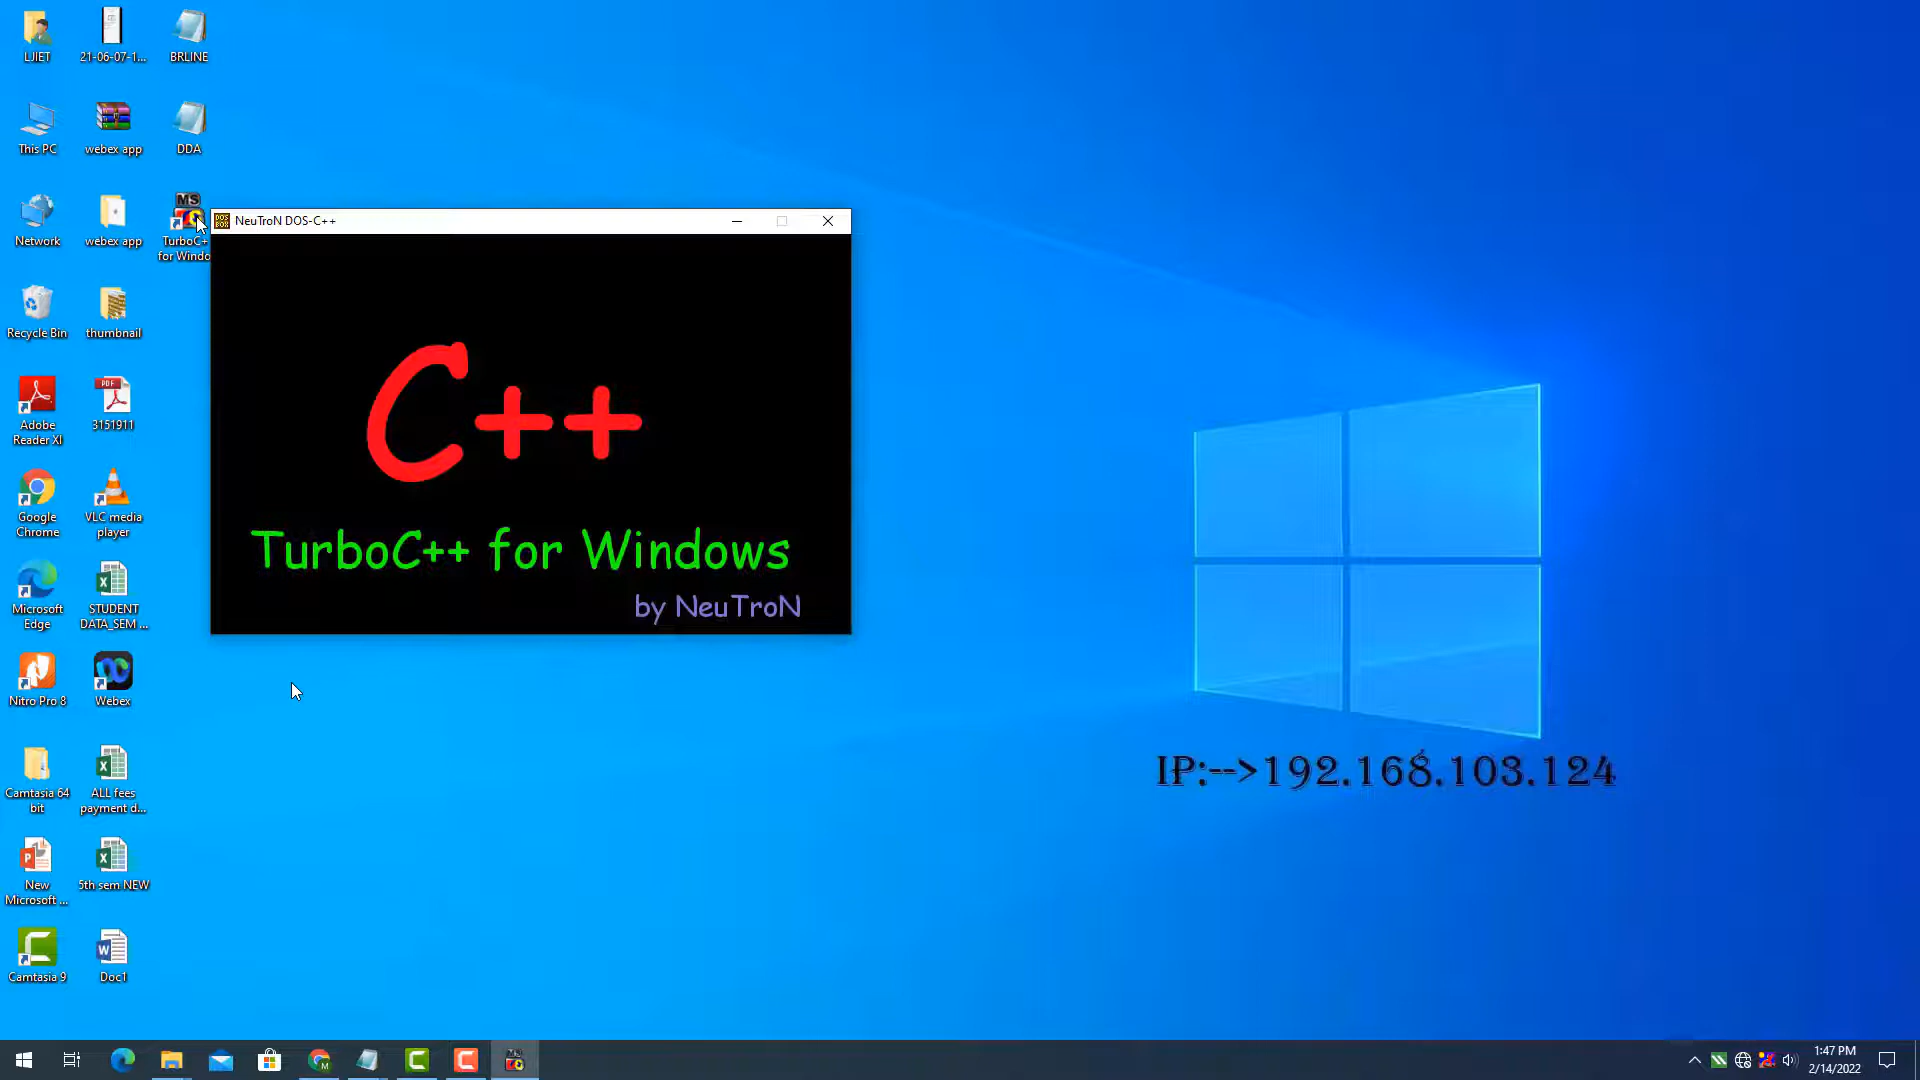 LJIET
21-06-07-1...
BRLINE
This PC
webex app
DDA
Network
webex app
MS
TurboC+
for Windo
Recycle Bin
thumbnail
Adobe
Reader XI
PDF
3151911
Google
Chrome
VLC media
player
Microsoft
Edge
STUDENT
DATA_SEM ...
Nitro Pro 8
Webex
Camtasia 64
bit
ALL fees
payment d...
New
Microsoft ...
5th sem NEW
Camtasia 9
Doc1
DOS
BOX
NeuTroN DOS-C++
C++
TurboC++ for Windows
by NeuTroN
IP:-->192.168.103.124
1:47 PM
2/14/2022